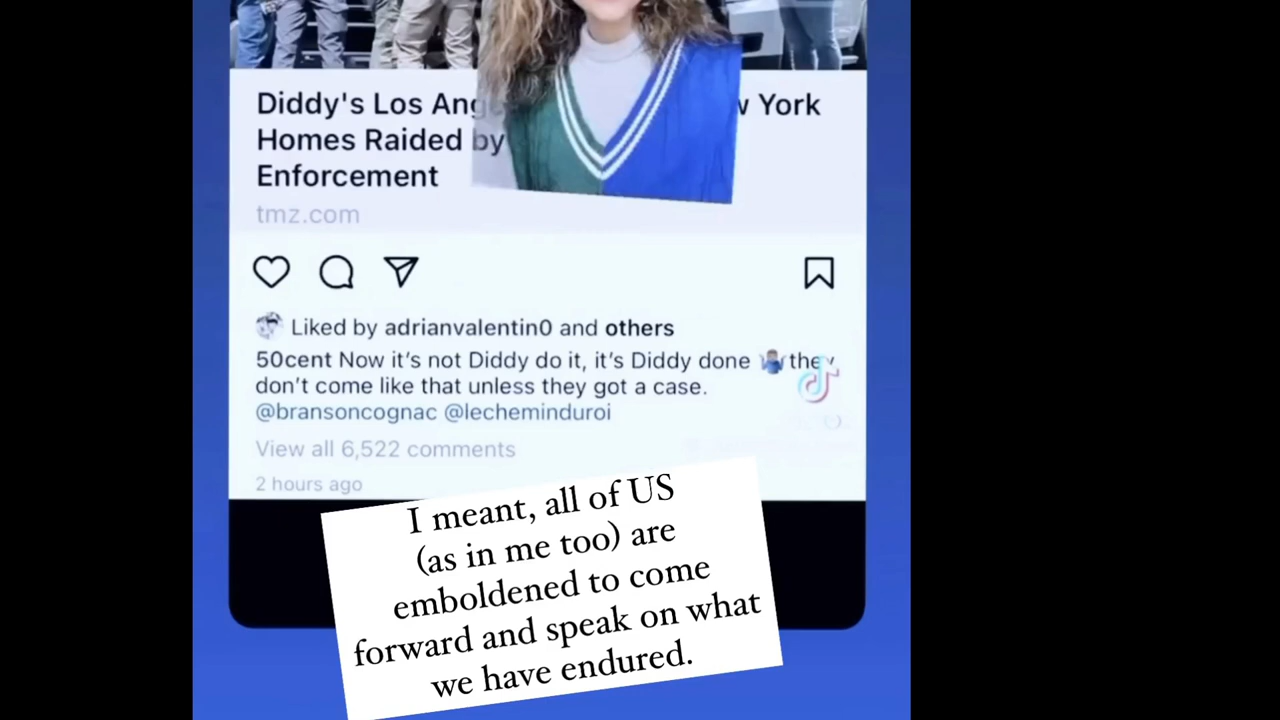 Diddy's Los York
Homes Raided by
Enforcement
tmz.com
Liked by adrianvalentin0 and others
50cent Now it's not Diddy do it, it's Diddy done 🤷🏽‍♂️ they
don't come like that unless they got a case.
@bransoncognac @lecheminduroi
View all 6,522 comments
2 hours ago
I meant, all of US
(as in me too) are
emboldened to come
forward and speak on what
we have endured.